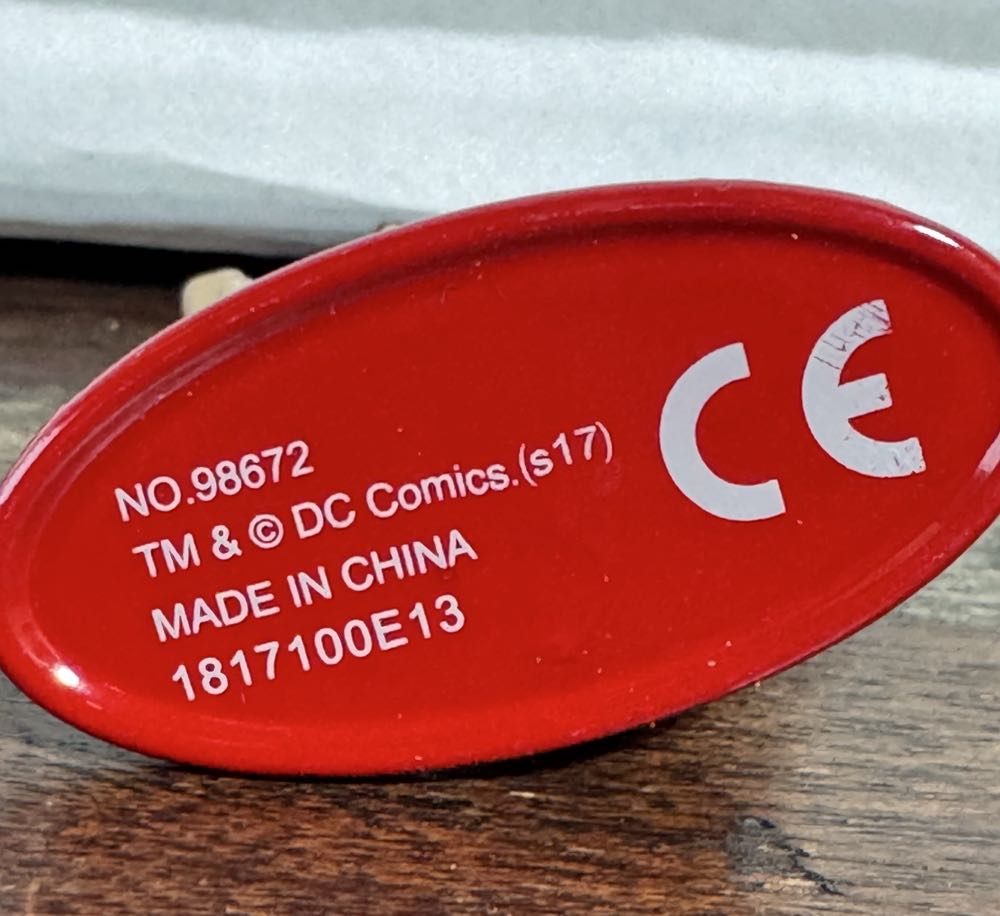 NO.98672
TM & © DC Comics.(s17)
MADE IN CHINA
1817100E13
CE